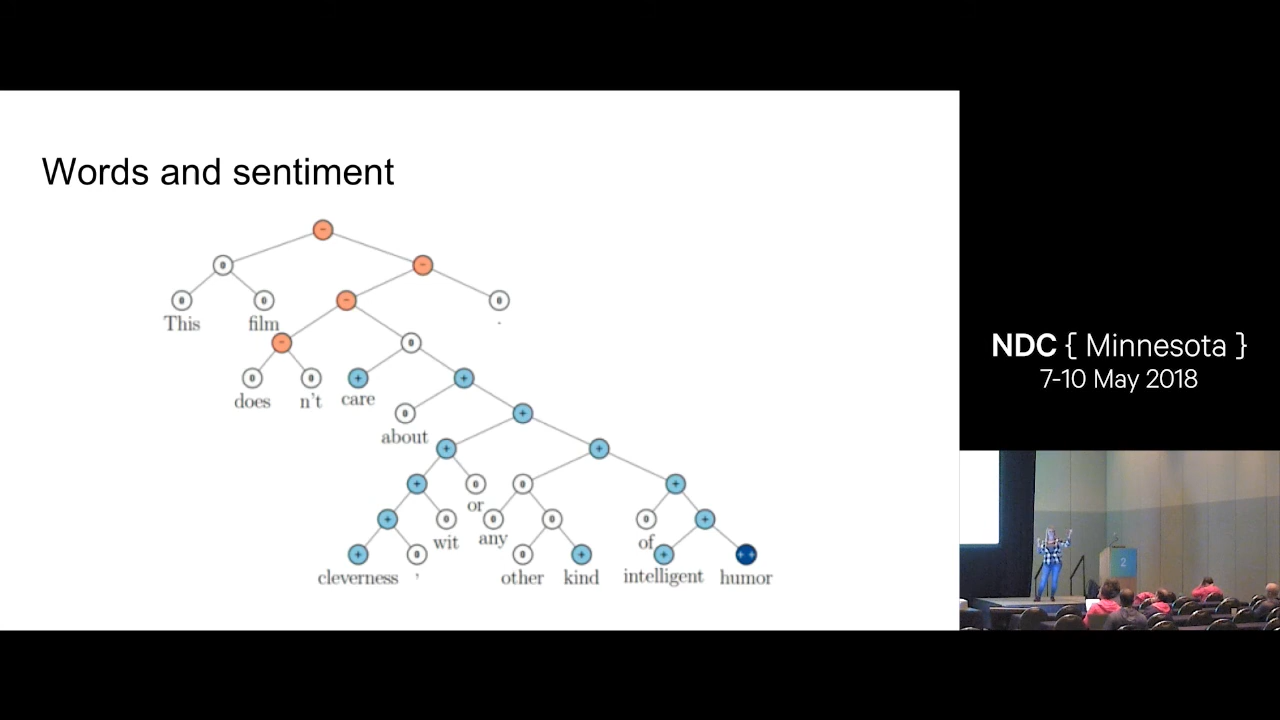 Words and sentiment
This film .
does n't care
about
or
wit any of
cleverness , other kind intelligent humor
NDC { Minnesota }
7-10 May 2018
2